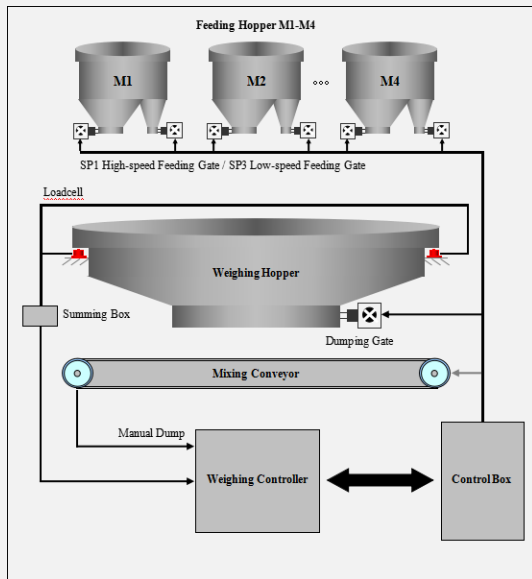 Feeding Hopper M1-M4
M1
M2
M4
SP1 High-speed Feeding Gate / SP3 Low-speed Feeding Gate
Loadcell
Weighing Hopper
Summing Box
Dumping Gate
Mixing Conveyor
Manual Dump
Weighing Controller
Control Box